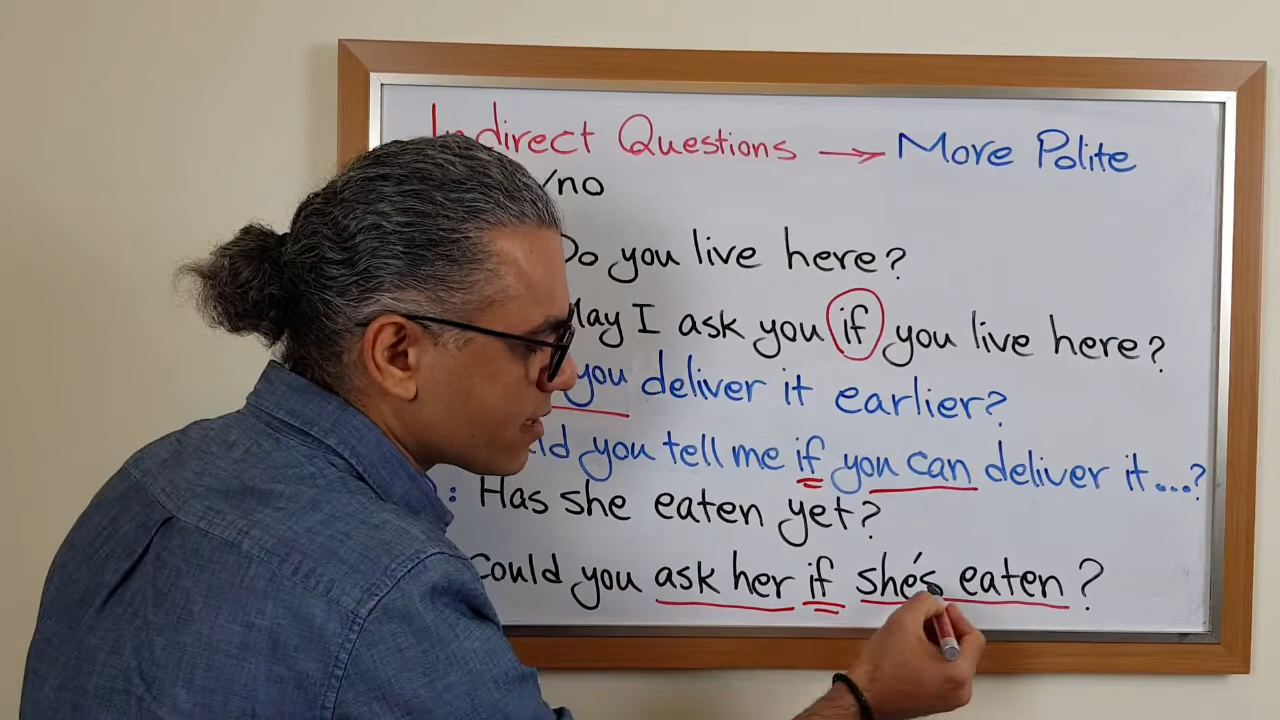 Indirect Questions → More Polite
/no
Do you live here?
May I ask you if you live here?
you deliver it earlier?
you tell me if you can deliver it...?
: Has she eaten yet?
Could you ask her if she's eaten?